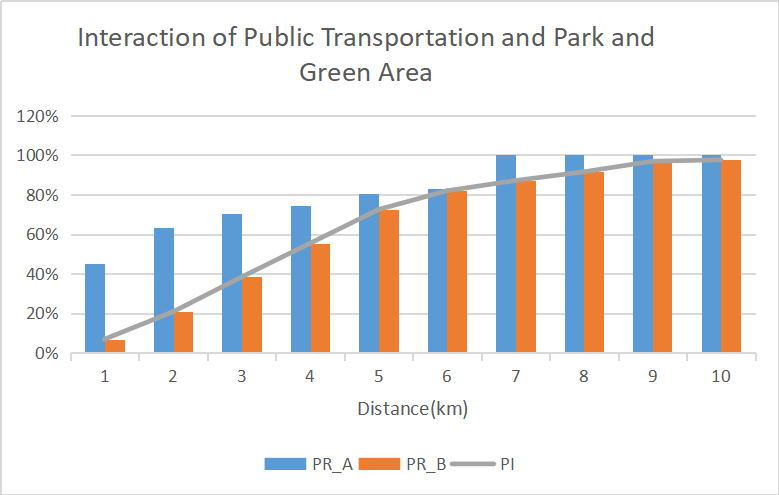 Interaction of Public Transportation and Park and
Green Area
120%
100%
80%
60%
40%
20%
0%
1 2 3 4 5 6 7 8 9 10
Distance(km)
PR_A PR_B PI